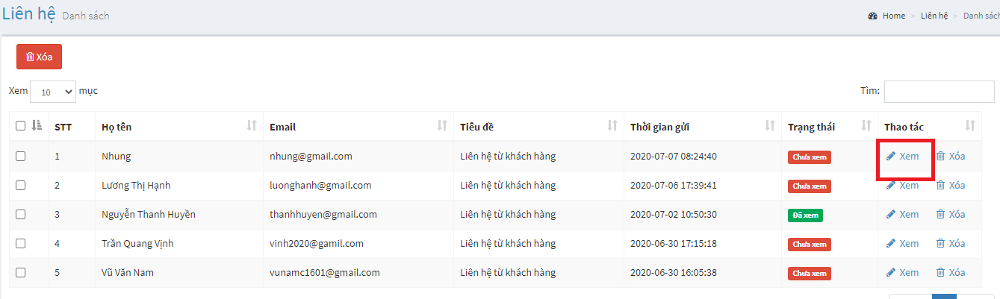 Liên hệ Danh sách
Home > Liên hệ > Danh sách
Xóa
Xem 10 mục
Tìm:
STT Họ tên Email Tiêu đề Thời gian gửi Trạng thái Thao tác
1 Nhung nhung@gmail.com Liên hệ từ khách hàng 2020-07-07 08:24:40 Chưa xem Xem Xóa
2 Lương Thị Hạnh luonghanh@gmail.com Liên hệ từ khách hàng 2020-07-06 17:39:41 Chưa xem Xem Xóa
3 Nguyễn Thanh Huyền thanhhuyen@gmail.com Liên hệ từ khách hàng 2020-07-02 10:50:30 Đã xem Xem Xóa
4 Trần Quang Vịnh vinh2020@gamil.com Liên hệ từ khách hàng 2020-06-30 17:15:18 Chưa xem Xem Xóa
5 Vũ Văn Nam vunamc1601@gmail.com Liên hệ từ khách hàng 2020-06-30 16:05:38 Chưa xem Xem Xóa